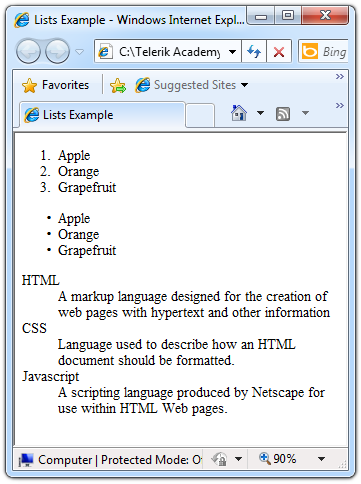 Lists Example - Windows Internet Expl...
C:\Telerik Academy
Bing
Favorites
Suggested Sites
Lists Example
1. Apple
2. Orange
3. Grapefruit
• Apple
• Orange
• Grapefruit
HTML
A markup language designed for the creation of
web pages with hypertext and other information
CSS
Language used to describe how an HTML
document should be formatted.
Javascript
A scripting language produced by Netscape for
use within HTML Web pages.
Computer | Protected Mode: O
90%